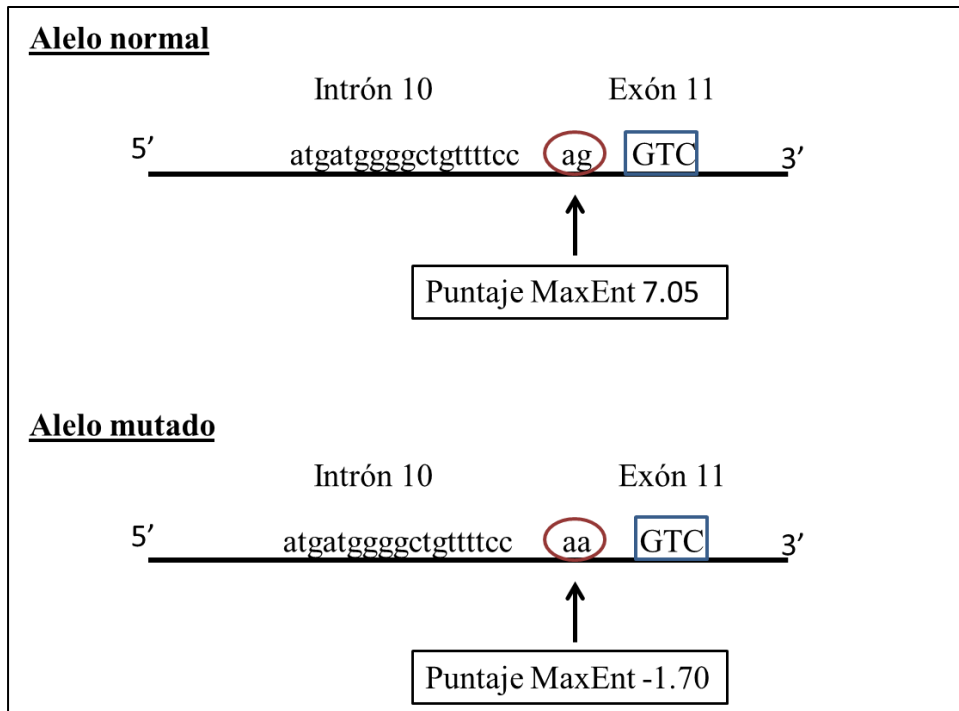 Alelo normal
Intrón 10 Exón 11
5’ atgatggggctgttttcc ag GTC 3’
Puntaje MaxEnt 7.05
Alelo mutado
Intrón 10 Exón 11
5’ atgatggggctgttttcc aa GTC 3’
Puntaje MaxEnt -1.70